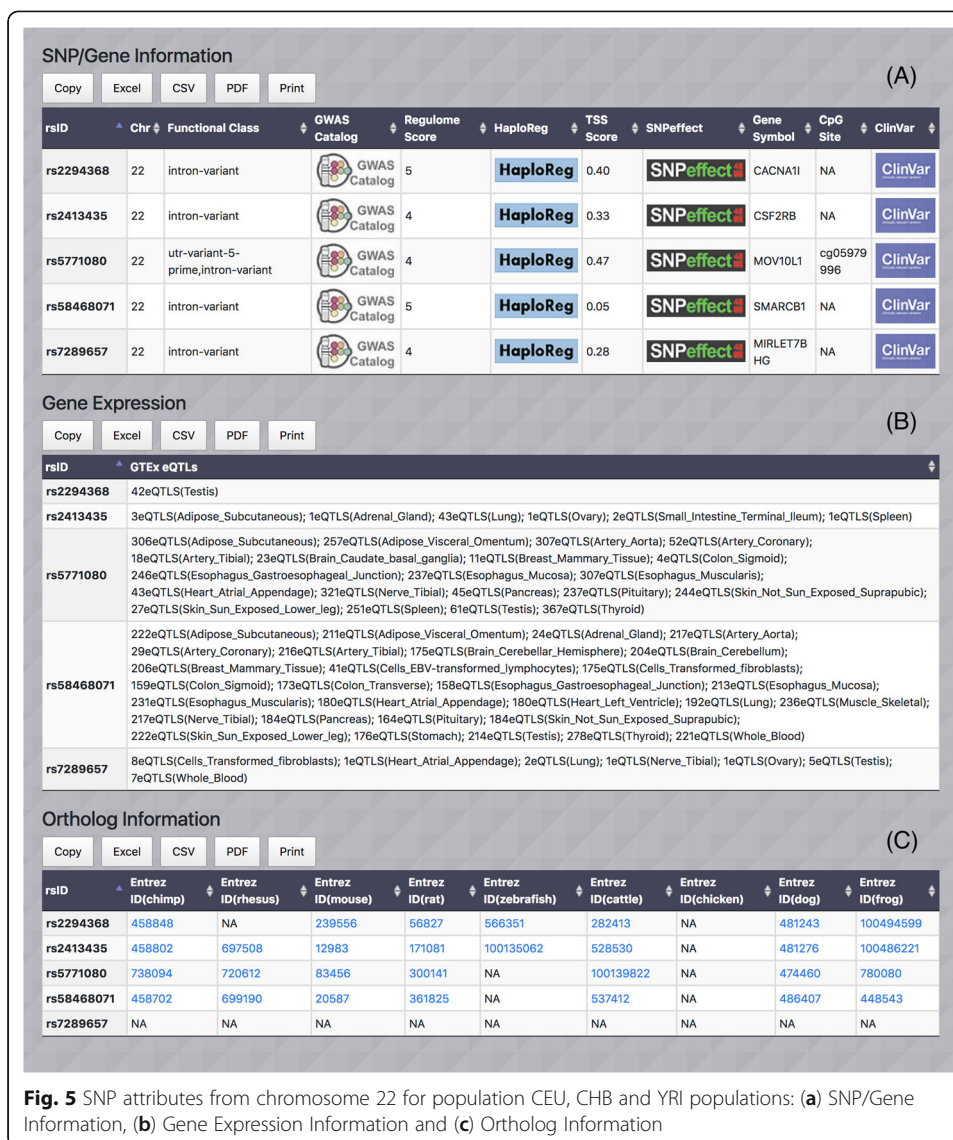 SNP/Gene Information
(A)
Copy Excel CSV PDF Print
rsID Chr Functional Class GWAS Catalog Regulome Score HaploReg TSS Score SNPeffect Gene Symbol CpG Site ClinVar
rs2294368 22 intron-variant GWAS Catalog 5 HaploReg 0.40 SNPeffect CACNA1I NA ClinVar
rs2413435 22 intron-variant GWAS Catalog 4 HaploReg 0.33 SNPeffect CSF2RB NA ClinVar
rs5771080 22 utr-variant-5-prime,intron-variant GWAS Catalog 4 HaploReg 0.47 SNPeffect MOV10L1 cg05979996 ClinVar
rs58468071 22 intron-variant GWAS Catalog 5 HaploReg 0.05 SNPeffect SMARCB1 NA ClinVar
rs7289657 22 intron-variant GWAS Catalog 4 HaploReg 0.28 SNPeffect MIRLET7BHG NA ClinVar
Gene Expression
(B)
Copy Excel CSV PDF Print
rsID GTEx eQTLs
rs2294368 42eQTLS(Testis)
rs2413435 3eQTLS(Adipose_Subcutaneous); 1eQTLS(Adrenal_Gland); 43eQTLS(Lung); 1eQTLS(Ovary); 2eQTLS(Small_Intestine_Terminal_Ileum); 1eQTLS(Spleen)
306eQTLS(Adipose_Subcutaneous); 257eQTLS(Adipose_Visceral_Omentum); 307eQTLS(Artery_Aorta); 52eQTLS(Artery_Coronary);
18eQTLS(Artery_Tibial); 23eQTLS(Brain_Caudate_basal_ganglia); 11eQTLS(Breast_Mammary_Tissue); 4eQTLS(Colon_Sigmoid);
rs5771080 246eQTLS(Esophagus_Gastroesophageal_Junction); 237eQTLS(Esophagus_Mucosa); 307eQTLS(Esophagus_Muscularis);
43eQTLS(Heart_Atrial_Appendage); 321eQTLS(Nerve_Tibial); 45eQTLS(Pancreas); 237eQTLS(Pituitary); 244eQTLS(Skin_Not_Sun_Exposed_Suprapubic);
27eQTLS(Skin_Sun_Exposed_Lower_leg); 251eQTLS(Spleen); 61eQTLS(Testis); 367eQTLS(Thyroid)
222eQTLS(Adipose_Subcutaneous); 211eQTLS(Adipose_Visceral_Omentum); 24eQTLS(Adrenal_Gland); 217eQTLS(Artery_Aorta);
29eQTLS(Artery_Coronary); 216eQTLS(Artery_Tibial); 175eQTLS(Brain_Cerebellar_Hemisphere); 204eQTLS(Brain_Cerebellum);
206eQTLS(Breast_Mammary_Tissue); 41eQTLS(Cells_EBV-transformed_lymphocytes); 175eQTLS(Cells_Transformed_fibroblasts);
rs58468071 159eQTLS(Colon_Sigmoid); 173eQTLS(Colon_Transverse); 158eQTLS(Esophagus_Gastroesophageal_Junction); 213eQTLS(Esophagus_Mucosa);
231eQTLS(Esophagus_Muscularis); 180eQTLS(Heart_Atrial_Appendage); 180eQTLS(Heart_Left_Ventricle); 192eQTLS(Lung); 236eQTLS(Muscle_Skeletal);
217eQTLS(Nerve_Tibial); 184eQTLS(Pancreas); 164eQTLS(Pituitary); 184eQTLS(Skin_Not_Sun_Exposed_Suprapubic);
222eQTLS(Skin_Sun_Exposed_Lower_leg); 176eQTLS(Stomach); 214eQTLS(Testis); 278eQTLS(Thyroid); 221eQTLS(Whole_Blood)
rs7289657 8eQTLS(Cells_Transformed_fibroblasts); 1eQTLS(Heart_Atrial_Appendage); 2eQTLS(Lung); 1eQTLS(Nerve_Tibial); 1eQTLS(Ovary); 5eQTLS(Testis);
7eQTLS(Whole_Blood)
Ortholog Information
(C)
Copy Excel CSV PDF Print
rsID Entrez ID(chimp) Entrez ID(rhesus) Entrez ID(mouse) Entrez ID(rat) Entrez ID(zebrafish) Entrez ID(cattle) Entrez ID(chicken) Entrez ID(dog) Entrez ID(frog)
rs2294368 458848 NA 239556 56827 566351 282413 NA 481243 100494599
rs2413435 458802 697508 12983 171081 100135062 528530 NA 481276 100486221
rs5771080 738094 720612 83456 300141 NA 100139822 NA 474460 780080
rs58468071 458702 699190 20587 361825 NA 537412 NA 486407 448543
rs7289657 NA NA NA NA NA NA NA NA NA
Fig. 5 SNP attributes from chromosome 22 for population CEU, CHB and YRI populations: (a) SNP/Gene
Information, (b) Gene Expression Information and (c) Ortholog Information